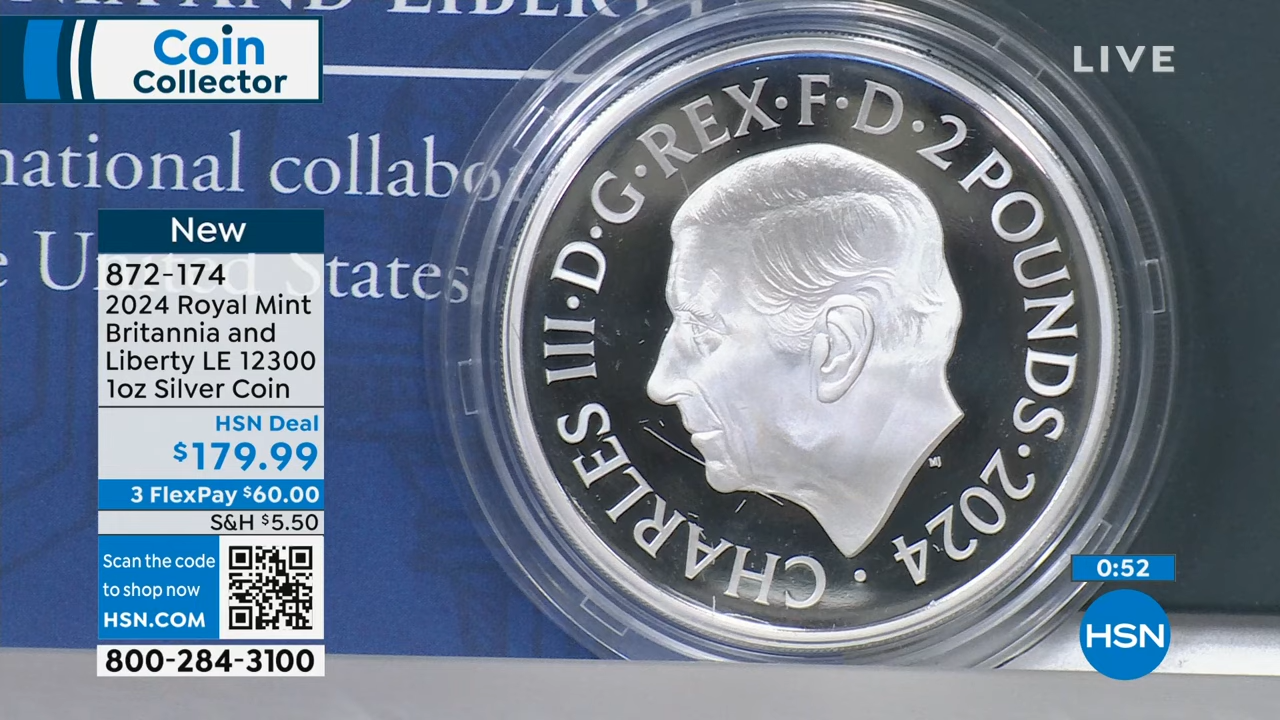 Coin
Collector
AND LIBERTY
LIVE
national collabo
United States
New
872-174
2024 Royal Mint
Britannia and
Liberty LE 12300
1oz Silver Coin
HSN Deal
$179.99
3 FlexPay $60.00
S&H $5.50
Scan the code
to shop now
HSN.COM
800-284-3100
CHARLES III·D·G·REX·F·D·2 POUNDS·2024·
0:52
HSN